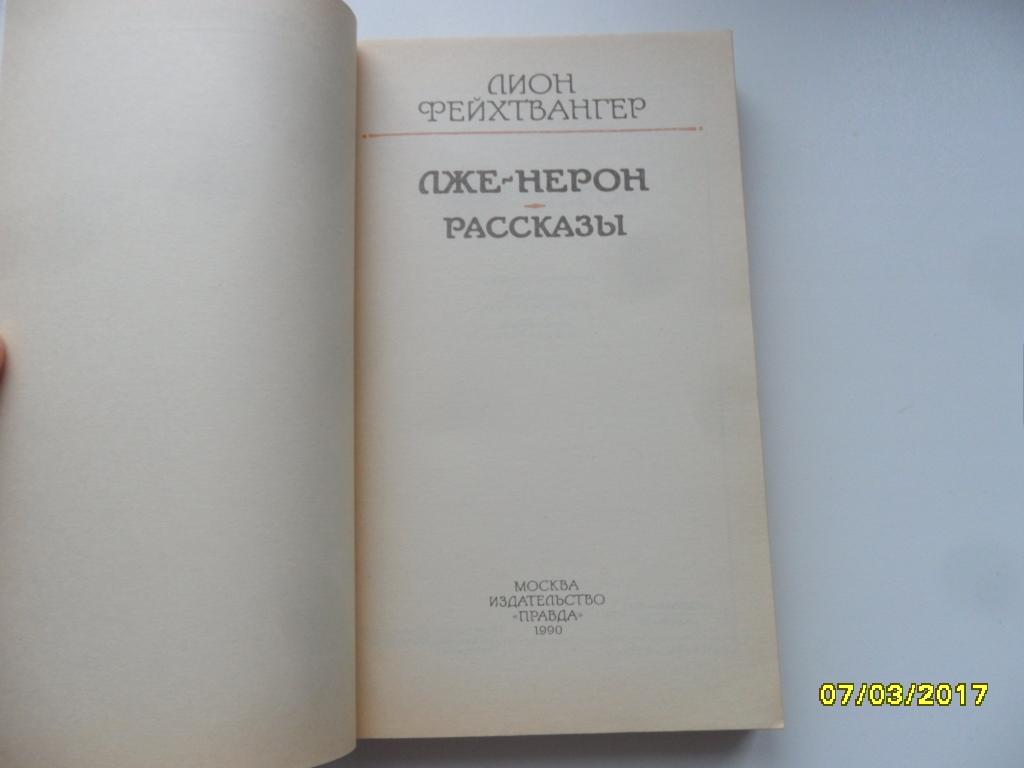 ЛИОН
ФЕЙХТВАНГЕР
ЛЖЕ-НЕРОН
РАССКАЗЫ
МОСКВА
ИЗДАТЕЛЬСТВО
«ПРАВДА»
1990
07/03/2017